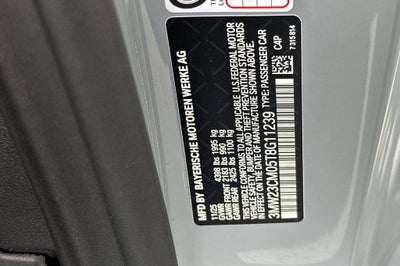 MFD BY BAYERISCHE MOTOREN WERKE AG
11/25
GVWR 4398 lbs 1995 kg
GAWR FRONT 2183 lbs 990 kg
GAWR REAR 2425 lbs 1100 kg
THIS VEHICLE CONFORMS TO ALL APPLICABLE U.S. FEDERAL MOTOR
VEHICLE SAFETY, BUMPER AND THEFT PREVENTION STANDARDS
IN EFFECT ON THE DATE OF MANUFACTURE SHOWN ABOVE.
3MW23CM05T8G11239 TYPE: PASSENGER CAR
C4P
7315814